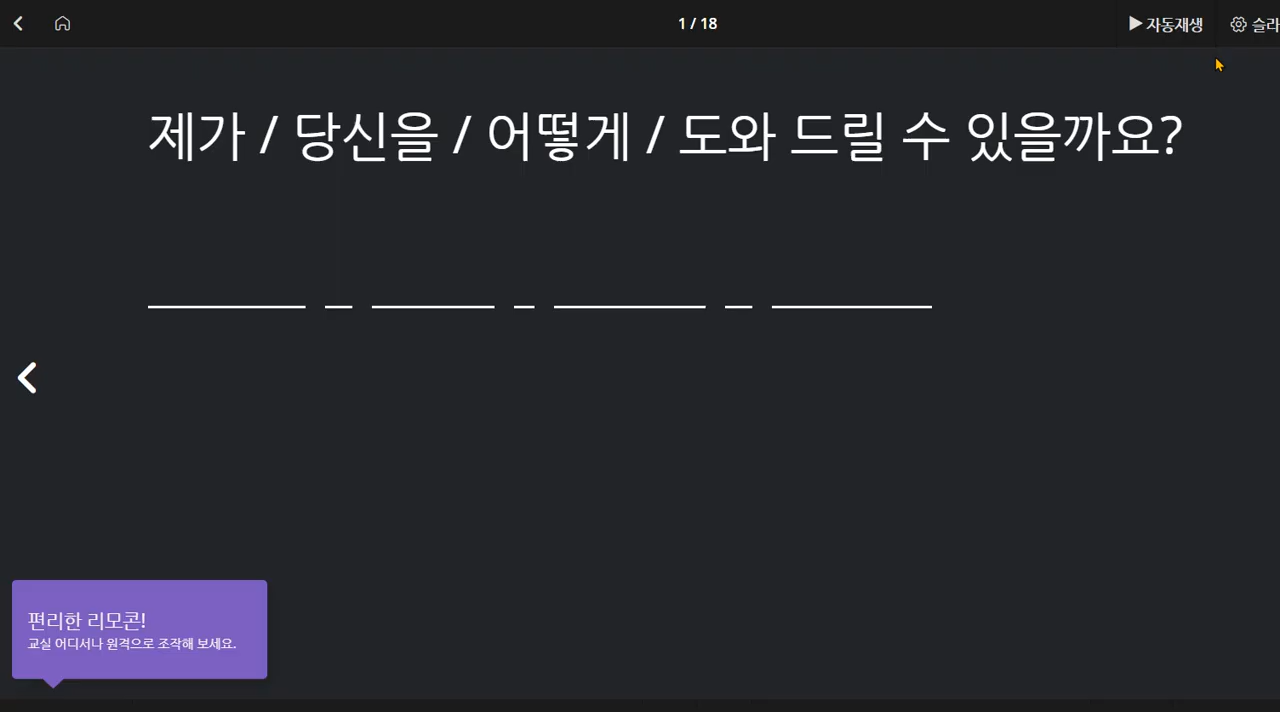 1 / 18
자동재생
슬라
제가 / 당신을 / 어떻게 / 도와 드릴 수 있을까요?
편리한 리모콘!
교실 어디서나 원격으로 조작해 보세요.